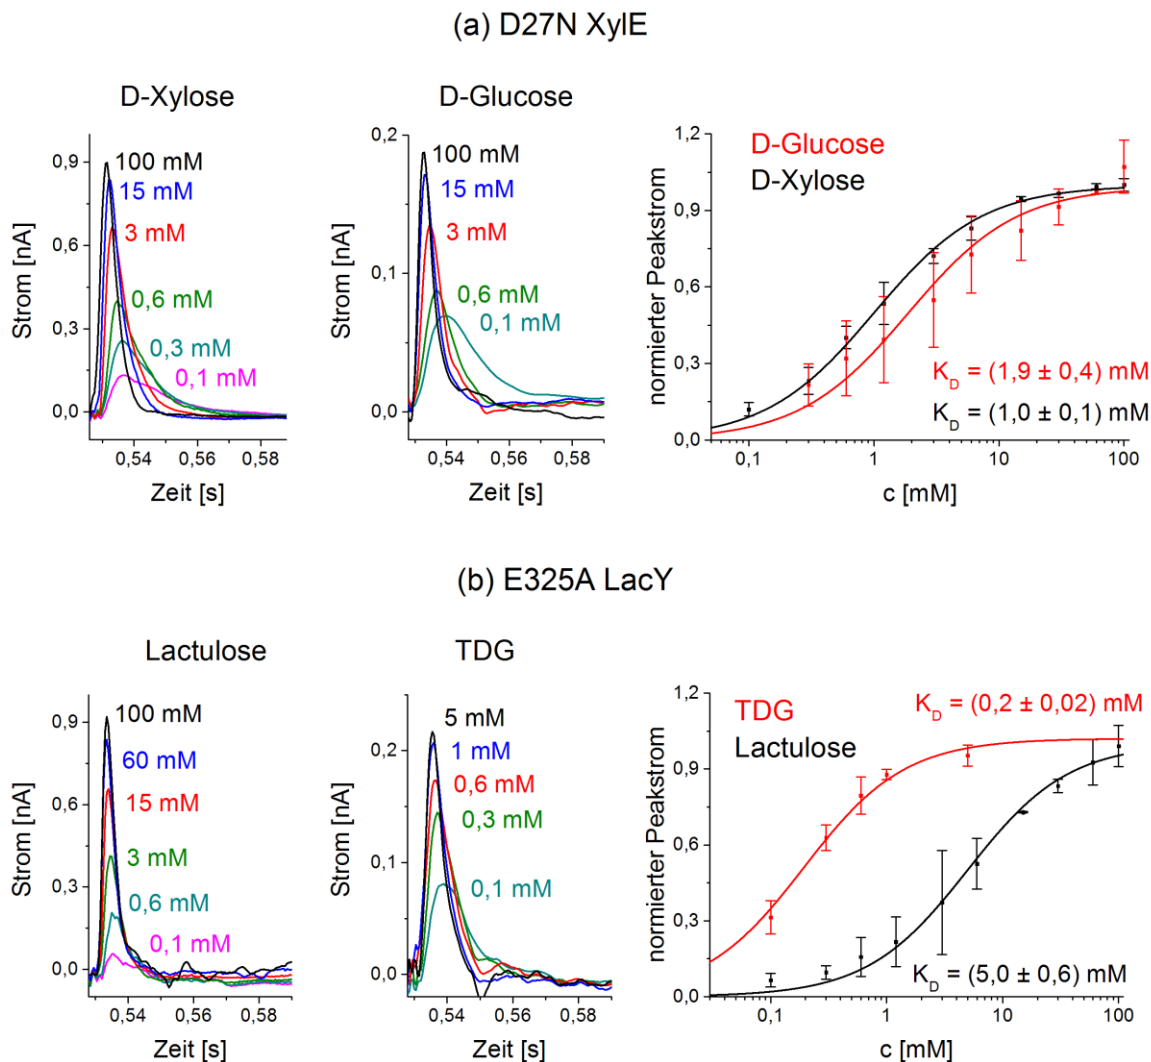 (a) D27N XylE
D-Xylose
Strom [nA]
0,9
0,6
0,3
0,0
100 mM
15 mM
3 mM
0,6 mM
0,3 mM
0,1 mM
0,54 0,56 0,58
Zeit [s]
D-Glucose
Strom [nA]
0,2
0,1
0,0
100 mM
15 mM
3 mM
0,6 mM
0,1 mM
0,54 0,56 0,58
Zeit [s]
normierter Peakstrom
1,2
0,9
0,6
0,3
0,0
D-Glucose
D-Xylose
K_D = (1,9 ± 0,4) mM
K_D = (1,0 ± 0,1) mM
0,1 1 10 100
c [mM]
(b) E325A LacY
Lactulose
Strom [nA]
0,9
0,6
0,3
0,0
100 mM
60 mM
15 mM
3 mM
0,6 mM
0,1 mM
0,54 0,56 0,58
Zeit [s]
TDG
Strom [nA]
0,2
0,1
0,0
5 mM
1 mM
0,6 mM
0,3 mM
0,1 mM
0,54 0,56 0,58
Zeit [s]
normierter Peakstrom
1,2
0,9
0,6
0,3
0,0
TDG
Lactulose
K_D = (0,2 ± 0,02) mM
K_D = (5,0 ± 0,6) mM
0,1 1 10 100
c [mM]